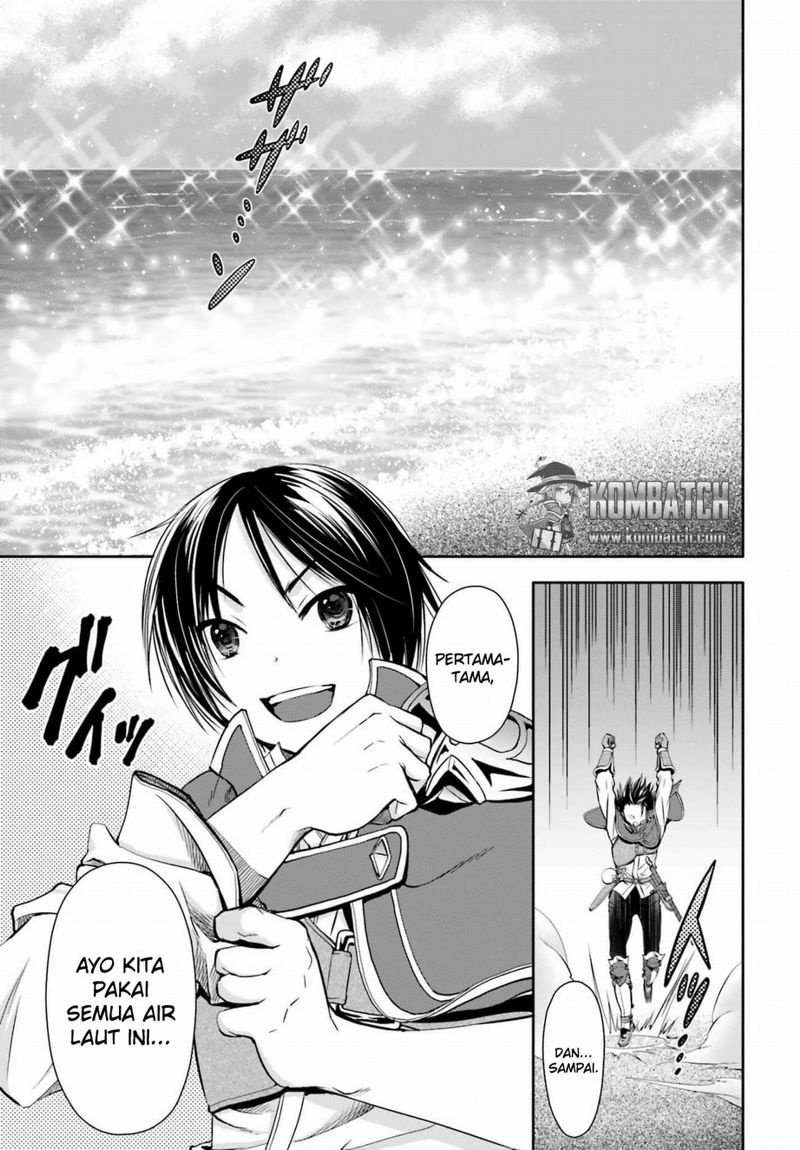 ザザ…
KOMBATCH
www.kombatch.com
DAN...
SAMPAI.
PERTAMA-
TAMA,
グイッ
AYO KITA
PAKAI
SEMUA AIR
LAUT INI...